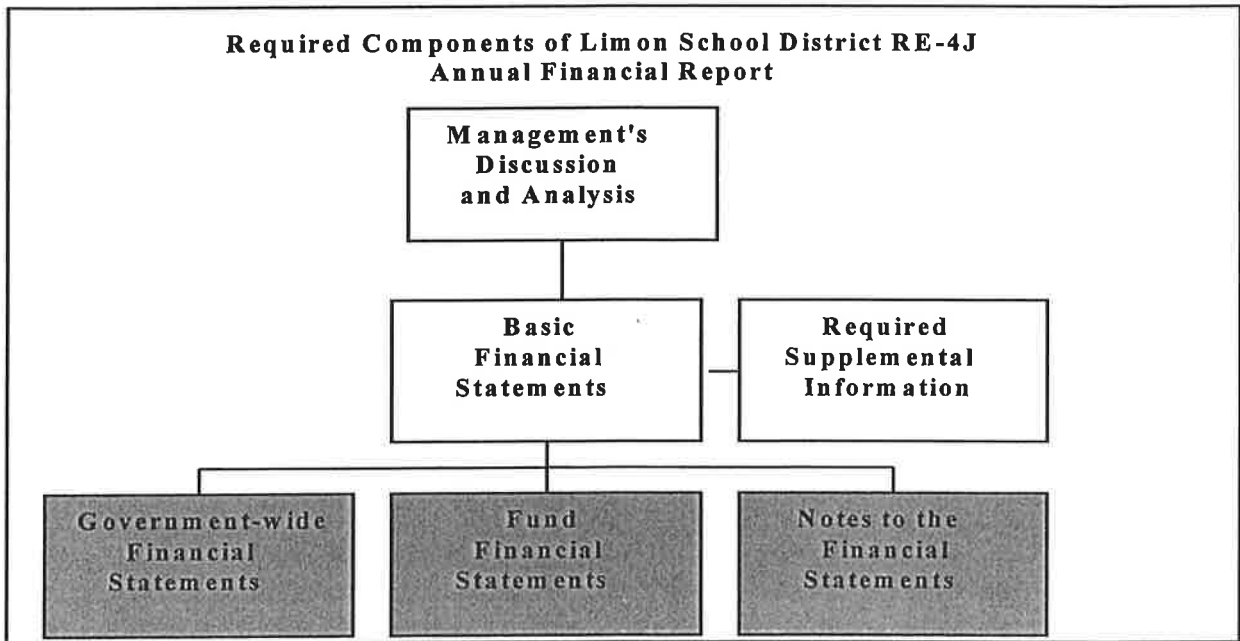 Required Components of Limon School District RE-4J
Annual Financial Report
Management's
Discussion
and Analysis
Basic
Financial
Statements
Required
Supplemental
Information
Government-wide
Financial
Statements
Fund
Financial
Statements
Notes to the
Financial
Statements